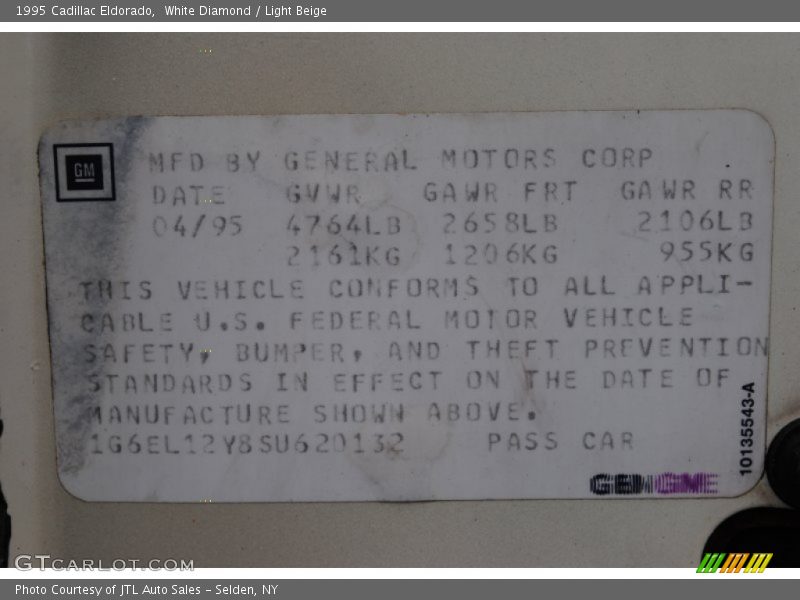 1995 Cadillac Eldorado, White Diamond / Light Beige
GM
MFD BY GENERAL MOTORS CORP
DATE GVWR GAWR FRT GAWR RR
04/95 4764LB 2658LB 2106LB
2161KG 1206KG 955KG
THIS VEHICLE CONFORMS TO ALL APPLI-
CABLE U.S. FEDERAL MOTOR VEHICLE
SAFETY, BUMPER, AND THEFT PREVENTION
STANDARDS IN EFFECT ON THE DATE OF
MANUFACTURE SHOWN ABOVE.
1G6EL12Y8SU620132 PASS CAR
10135543-A
GTCarlot.com
Photo Courtesy of JTL Auto Sales - Selden, NY